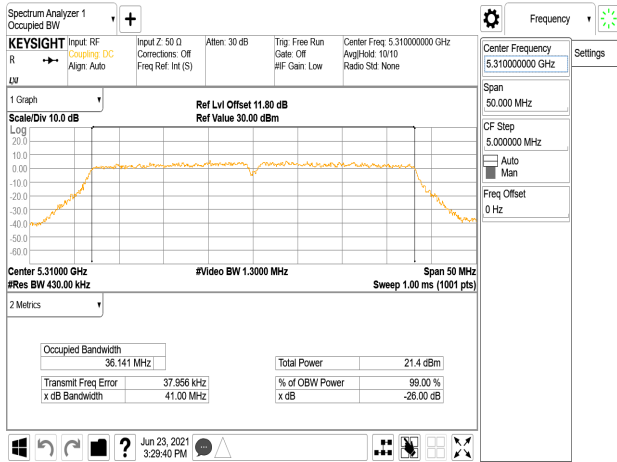 Spectrum Analyzer 1
Occupied BW
Frequency
KEYSIGHT
R
LXI
Input: RF
Coupling: DC
Align: Auto
Input Z: 50 Ω
Corrections: Off
Freq Ref: Int (S)
Atten: 30 dB
Trig: Free Run
Gate: Off
#IF Gain: Low
Center Freq: 5.310000000 GHz
Avg|Hold: 10/10
Radio Std: None
Center Frequency
5.310000000 GHz
Settings
Span
50.000 MHz
CF Step
5.000000 MHz
Auto
Man
Freq Offset
0 Hz
1 Graph
Ref Lvl Offset 11.80 dB
Scale/Div 10.0 dB
Ref Value 30.00 dBm
Log
20.0
10.0
0.00
-10.0
-20.0
-30.0
-40.0
-50.0
-60.0
Center 5.31000 GHz
#Video BW 1.3000 MHz
Span 50 MHz
#Res BW 430.00 kHz
Sweep 1.00 ms (1001 pts)
2 Metrics
Occupied Bandwidth
36.141 MHz
Total Power 21.4 dBm
Transmit Freq Error 37.956 kHz
% of OBW Power 99.00 %
x dB Bandwidth 41.00 MHz
x dB -26.00 dB
?
Jun 23, 2021
3:29:40 PM